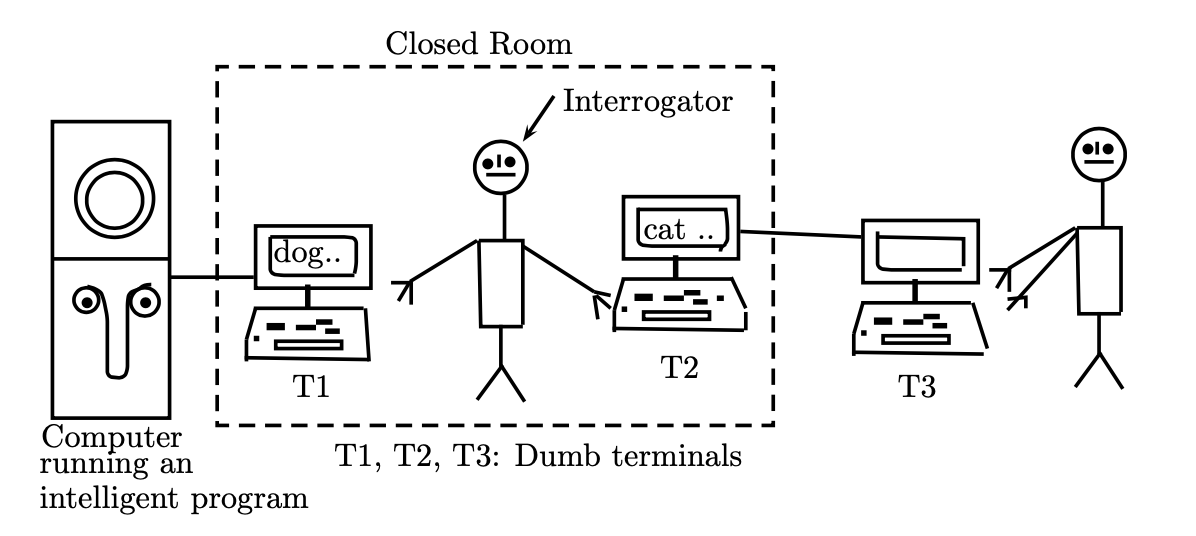 Closed Room
Interrogator
dog..
cat ..
T1
T2
T3
Computer
running an
intelligent program
T1, T2, T3: Dumb terminals